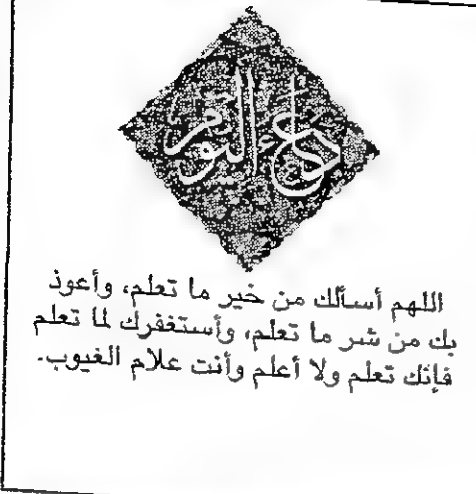 دعاء اليوم
اللهم أسألك من خير ما تعلم، وأعوذ
بك من شر ما تعلم، وأستغفرك لما تعلم
فإنك تعلم ولا أعلم وأنت علام الغيوب.